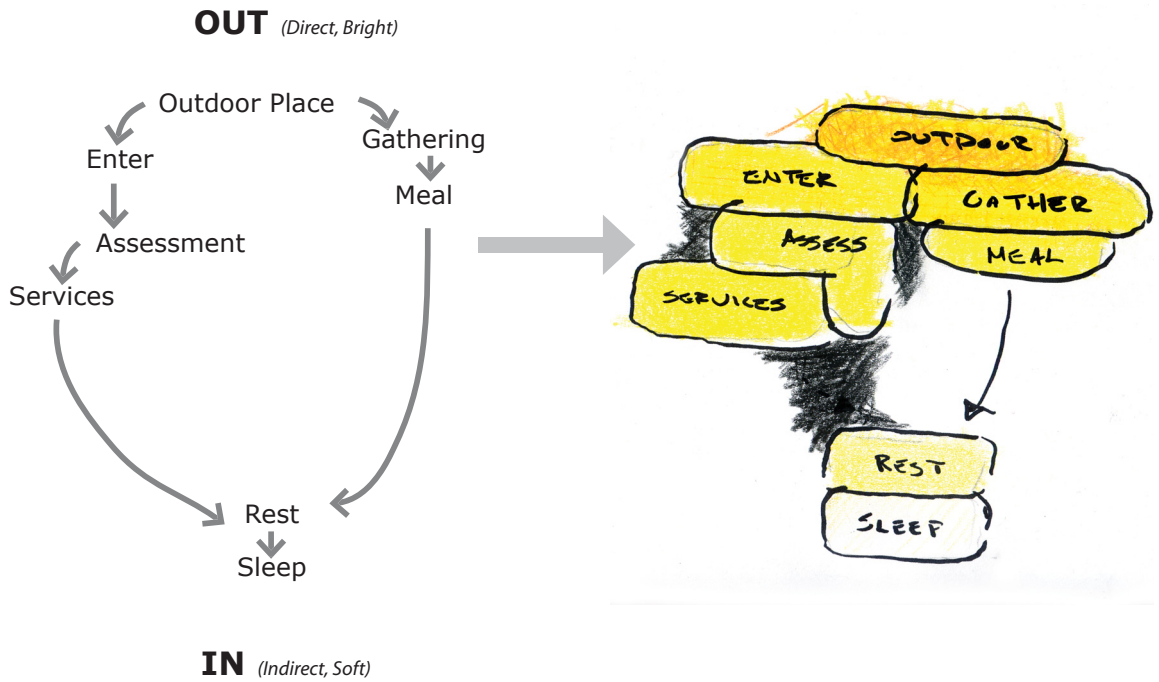 OUT (Direct, Bright)
Outdoor Place
Gathering
Enter
Meal
Assessment
Services
Rest
Sleep
IN (Indirect, Soft)
OUTDOOR
ENTER
GATHER
ASSESS
MEAL
SERVICES
REST
SLEEP